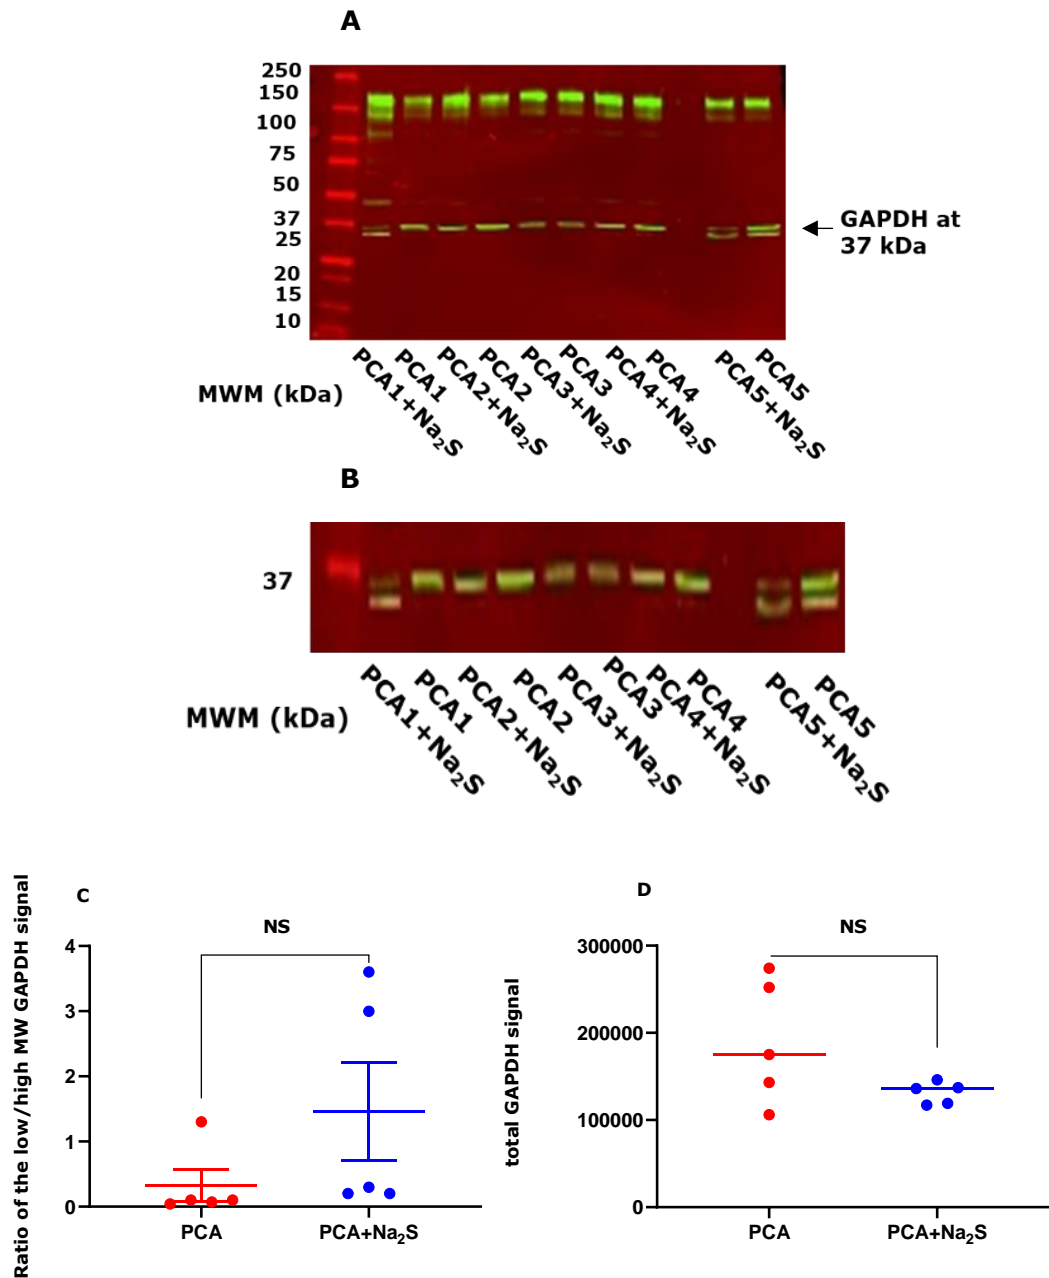 A
250
150
100
75
50
37
25
20
15
10
GAPDH at
37 kDa
MWM (kDa)
PCA1+Na₂S
PCA1
PCA2+Na₂S
PCA2
PCA3+Na₂S
PCA3
PCA4+Na₂S
PCA4
PCA5+Na₂S
PCA5
B
37
MWM (kDa)
PCA1+Na₂S
PCA1
PCA2+Na₂S
PCA2
PCA3+Na₂S
PCA3
PCA4+Na₂S
PCA4
PCA5+Na₂S
PCA5
C
Ratio of the low/high MW GAPDH signal
NS
4
3
2
1
0
PCA
PCA+Na₂S
D
total GAPDH signal
NS
300000
200000
100000
0
PCA
PCA+Na₂S